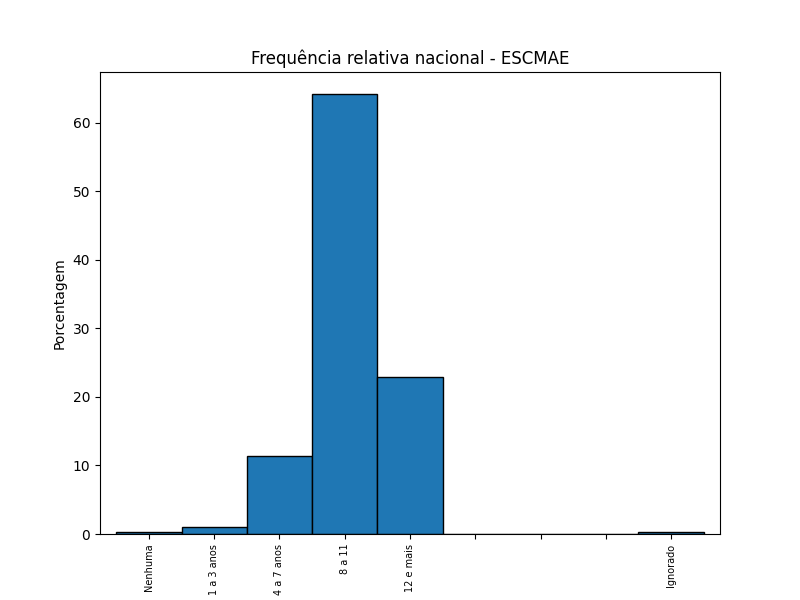 Frequência relativa nacional - ESCMAE
Porcentagem
60
50
40
30
20
10
0
Nenhuma
1 a 3 anos
4 a 7 anos
8 a 11
12 e mais
Ignorado